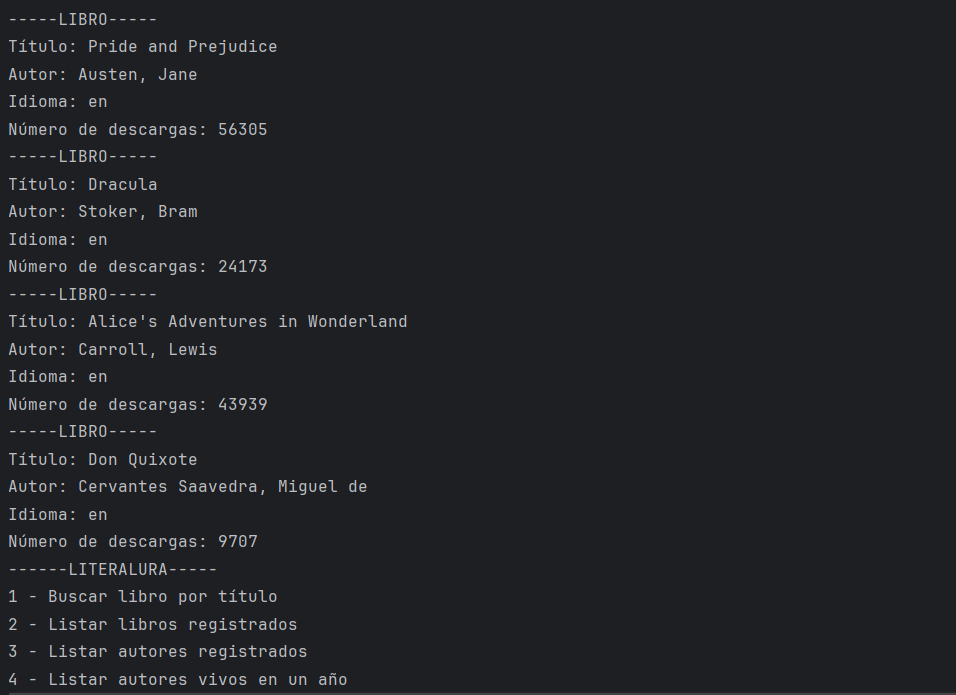 -----LIBRO-----
Título: Pride and Prejudice
Autor: Austen, Jane
Idioma: en
Número de descargas: 56305
-----LIBRO-----
Título: Dracula
Autor: Stoker, Bram
Idioma: en
Número de descargas: 24173
-----LIBRO-----
Título: Alice's Adventures in Wonderland
Autor: Carroll, Lewis
Idioma: en
Número de descargas: 43939
-----LIBRO-----
Título: Don Quixote
Autor: Cervantes Saavedra, Miguel de
Idioma: en
Número de descargas: 9707
------LITERALURA-----
1 - Buscar libro por título
2 - Listar libros registrados
3 - Listar autores registrados
4 - Listar autores vivos en un año